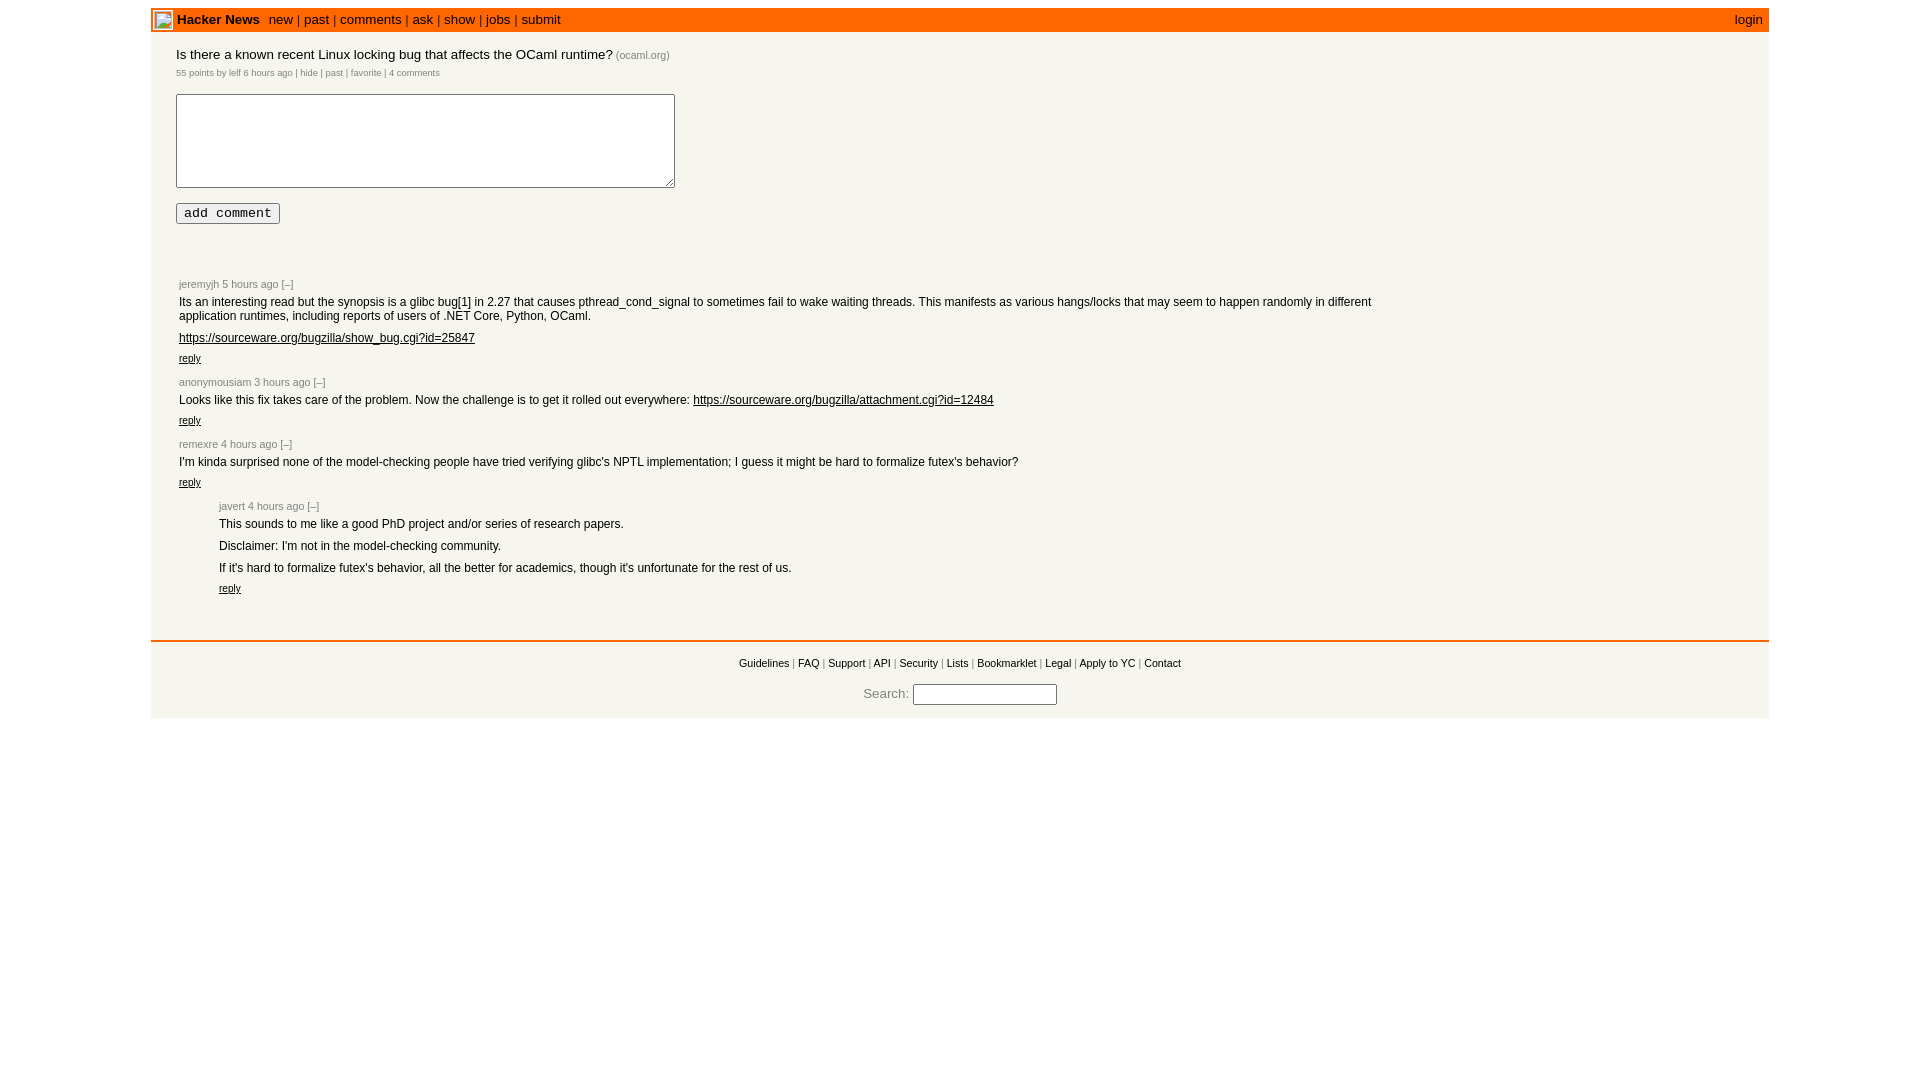 Hacker News new | past | comments | ask | show | jobs | submit login
Is there a known recent Linux locking bug that affects the OCaml runtime? (ocaml.org)
55 points by lelf 6 hours ago | hide | past | favorite | 4 comments
add comment
jeremyjh 5 hours ago [–]
Its an interesting read but the synopsis is a glibc bug[1] in 2.27 that causes pthread_cond_signal to sometimes fail to wake waiting threads. This manifests as various hangs/locks that may seem to happen randomly in different
application runtimes, including reports of users of .NET Core, Python, OCaml.
https://sourceware.org/bugzilla/show_bug.cgi?id=25847
reply
anonymousiam 3 hours ago [–]
Looks like this fix takes care of the problem. Now the challenge is to get it rolled out everywhere: https://sourceware.org/bugzilla/attachment.cgi?id=12484
reply
remexre 4 hours ago [–]
I'm kinda surprised none of the model-checking people have tried verifying glibc's NPTL implementation; I guess it might be hard to formalize futex's behavior?
reply
javert 4 hours ago [–]
This sounds to me like a good PhD project and/or series of research papers.
Disclaimer: I'm not in the model-checking community.
If it's hard to formalize futex's behavior, all the better for academics, though it's unfortunate for the rest of us.
reply
Guidelines | FAQ | Support | API | Security | Lists | Bookmarklet | Legal | Apply to YC | Contact
Search: